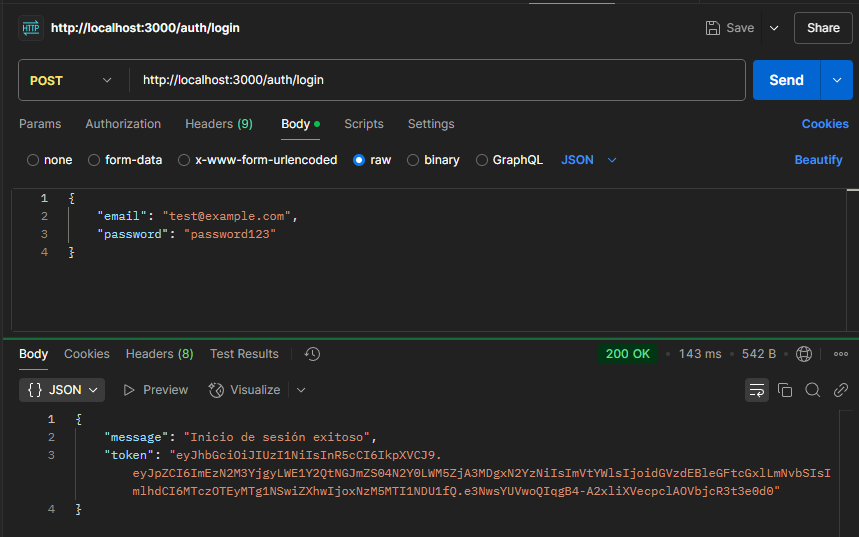 HTTP http://localhost:3000/auth/login Save Share
POST http://localhost:3000/auth/login Send
Params Authorization Headers (9) Body Scripts Settings Cookies
none form-data x-www-form-urlencoded raw binary GraphQL JSON Beautify
1 {
2 "email": "test@example.com",
3 "password": "password123"
4 }
Body Cookies Headers (8) Test Results 200 OK • 143 ms • 542 B •
{} JSON Preview Visualize
1 {
2 "message": "Inicio de sesión exitoso",
3 "token": "eyJhbGciOiJIUzI1NiIsInR5cCI6IkpXVCJ9.
eyJpZCI6ImEzN2M3YjgyLWE1Y2QtNGJmZS04N2Y0LWM5ZjA3MDgxN2YzNiIsImVtYWlsIjoidGVzdEBleGFtcGxlLmNvbSIsI
mlhdCI6MTczOTEyMTg1NSwiZXhwIjoxNzM5MTI1NDU1fQ.e3NwsYUVwoQIqgB4-A2xliXVecpclAOVbjcR3t3e0d0"
4 }